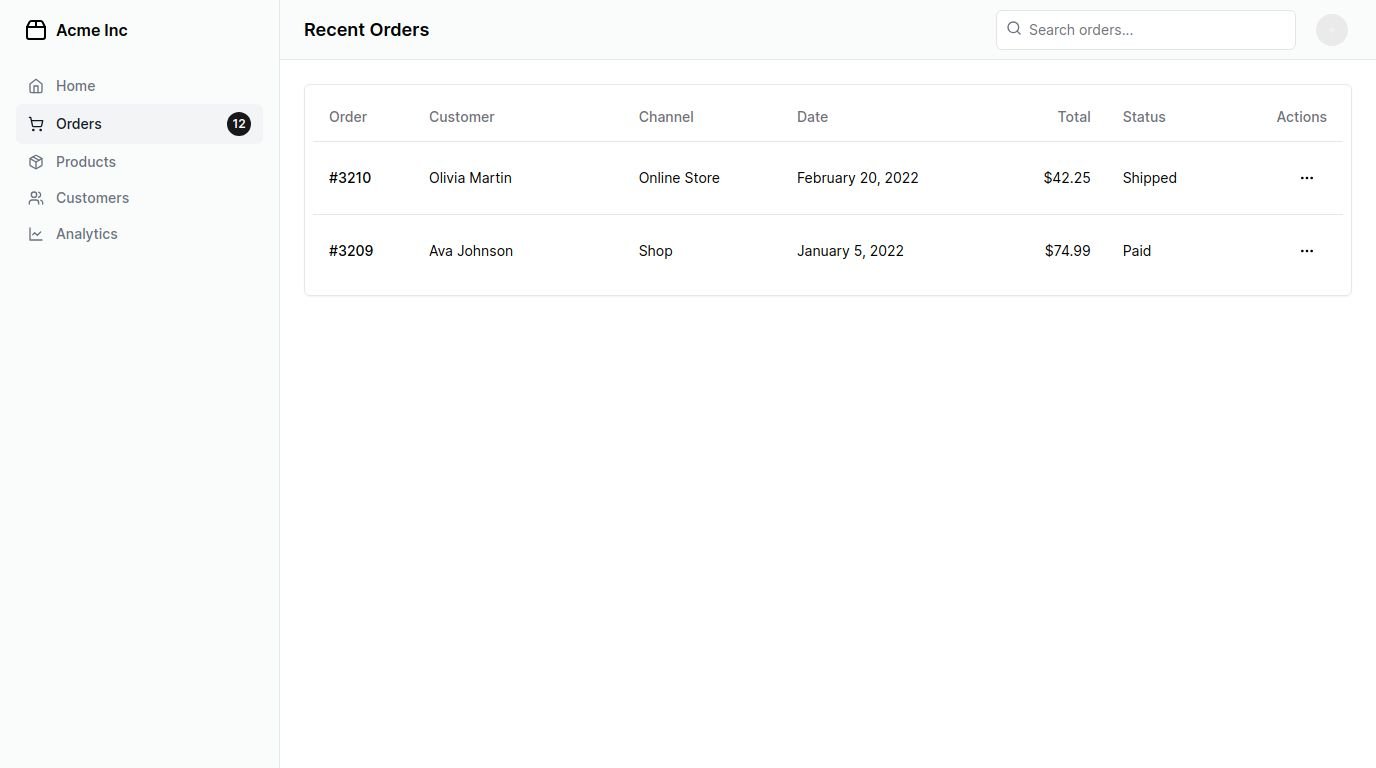 Acme Inc
Recent Orders
Search orders...
Home
Orders 12
Products
Customers
Analytics
Order Customer Channel Date Total Status Actions
#3210 Olivia Martin Online Store February 20, 2022 $42.25 Shipped
#3209 Ava Johnson Shop January 5, 2022 $74.99 Paid